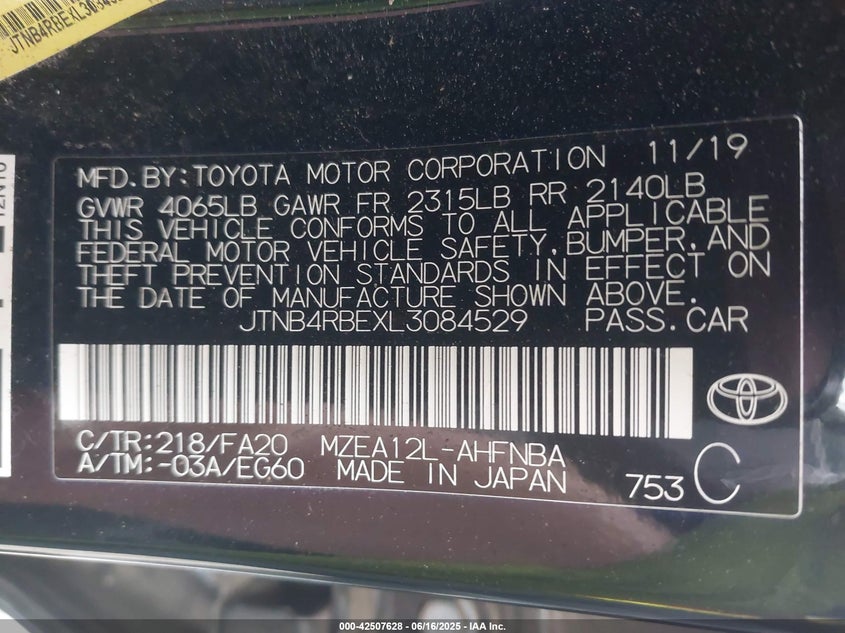 JTNB4RBEXL30845
MFD.BY:TOYOTA MOTOR CORPORATION 11/19
GVWR 4065LB GAWR FR 2315LB RR 2140LB
THIS VEHICLE CONFORMS TO ALL APPLICABLE
FEDERAL MOTOR VEHICLE SAFETY, BUMPER, AND
THEFT PREVENTION STANDARDS IN EFFECT ON
THE DATE OF MANUFACTURE SHOWN ABOVE.
JTNB4RBEXL3084529 PASS.CAR
C/TR:218/FA20 MZEA12L-AHFNBA
A/TM:-03A/EG60 MADE IN JAPAN
753 C
000-42507628 - 06/16/2025 - IAA Inc.